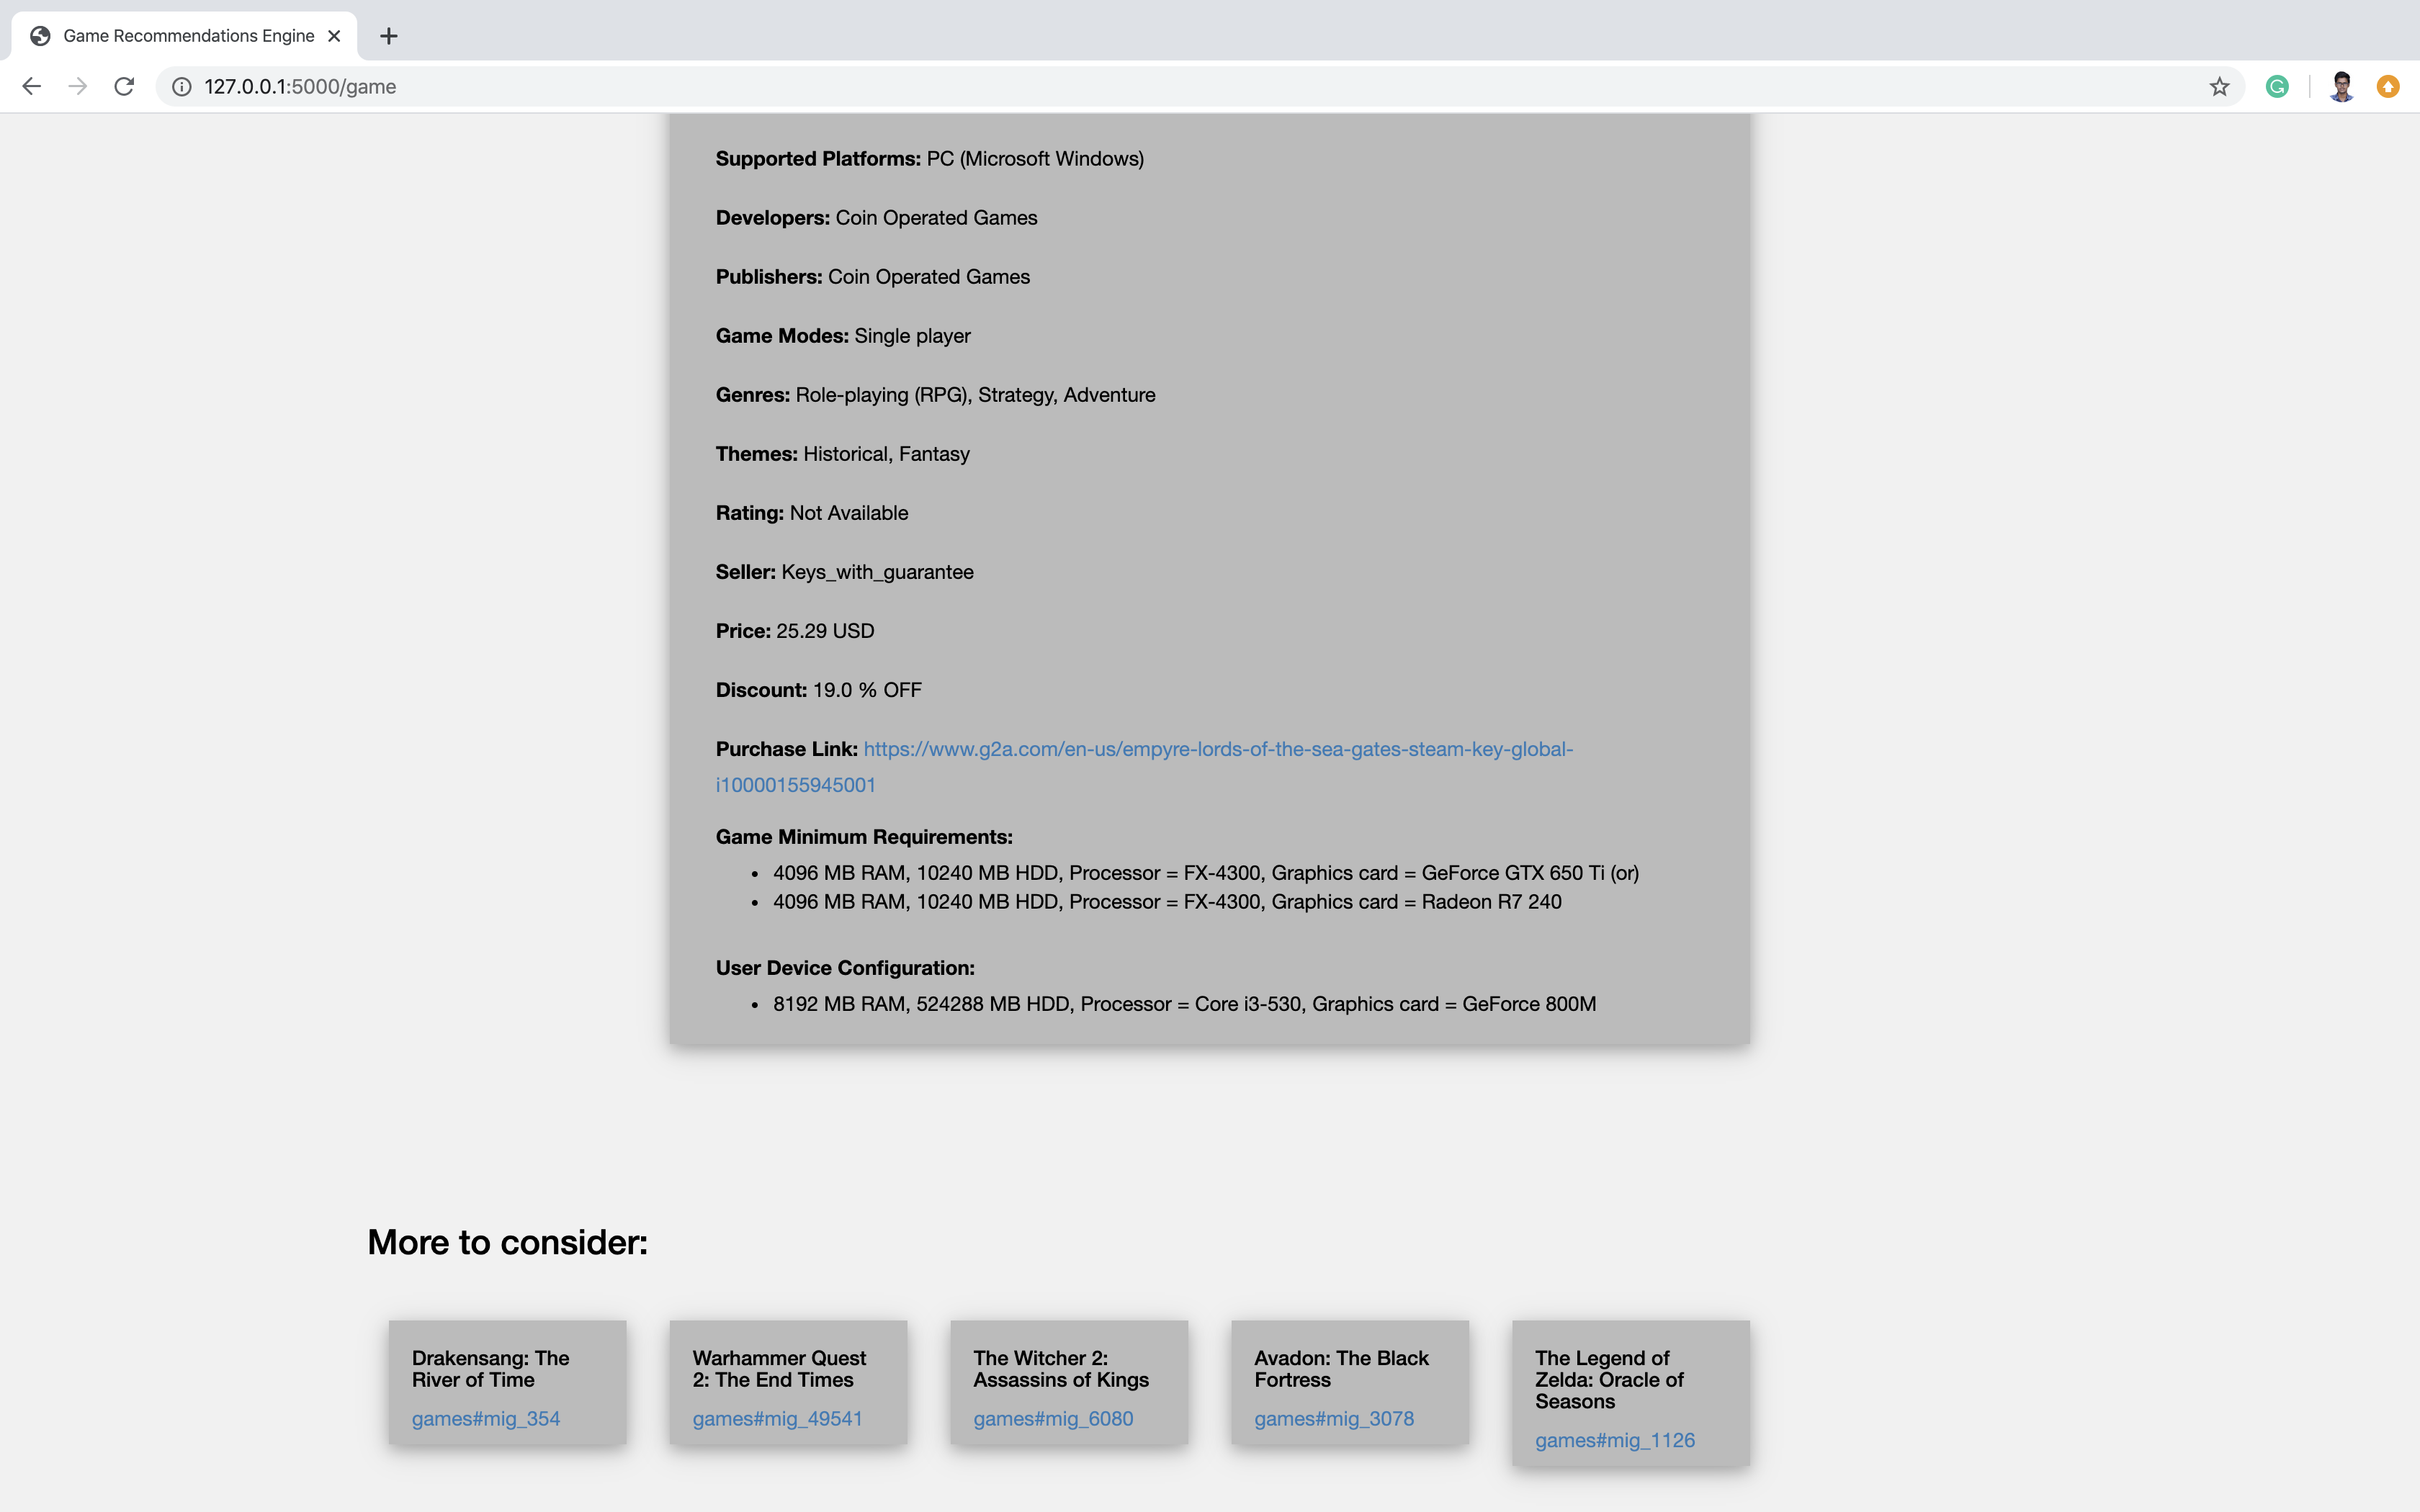 Game Recommendations Engine
127.0.0.1:5000/game
Supported Platforms: PC (Microsoft Windows)
Developers: Coin Operated Games
Publishers: Coin Operated Games
Game Modes: Single player
Genres: Role-playing (RPG), Strategy, Adventure
Themes: Historical, Fantasy
Rating: Not Available
Seller: Keys_with_guarantee
Price: 25.29 USD
Discount: 19.0 % OFF
Purchase Link: https://www.g2a.com/en-us/empyre-lords-of-the-sea-gates-steam-key-global-
i10000155945001
Game Minimum Requirements:
• 4096 MB RAM, 10240 MB HDD, Processor = FX-4300, Graphics card = GeForce GTX 650 Ti (or)
• 4096 MB RAM, 10240 MB HDD, Processor = FX-4300, Graphics card = Radeon R7 240
User Device Configuration:
• 8192 MB RAM, 524288 MB HDD, Processor = Core i3-530, Graphics card = GeForce 800M
More to consider:
Drakensang: The
River of Time
games#mig_354
Warhammer Quest
2: The End Times
games#mig_49541
The Witcher 2:
Assassins of Kings
games#mig_6080
Avadon: The Black
Fortress
games#mig_3078
The Legend of
Zelda: Oracle of
Seasons
games#mig_1126